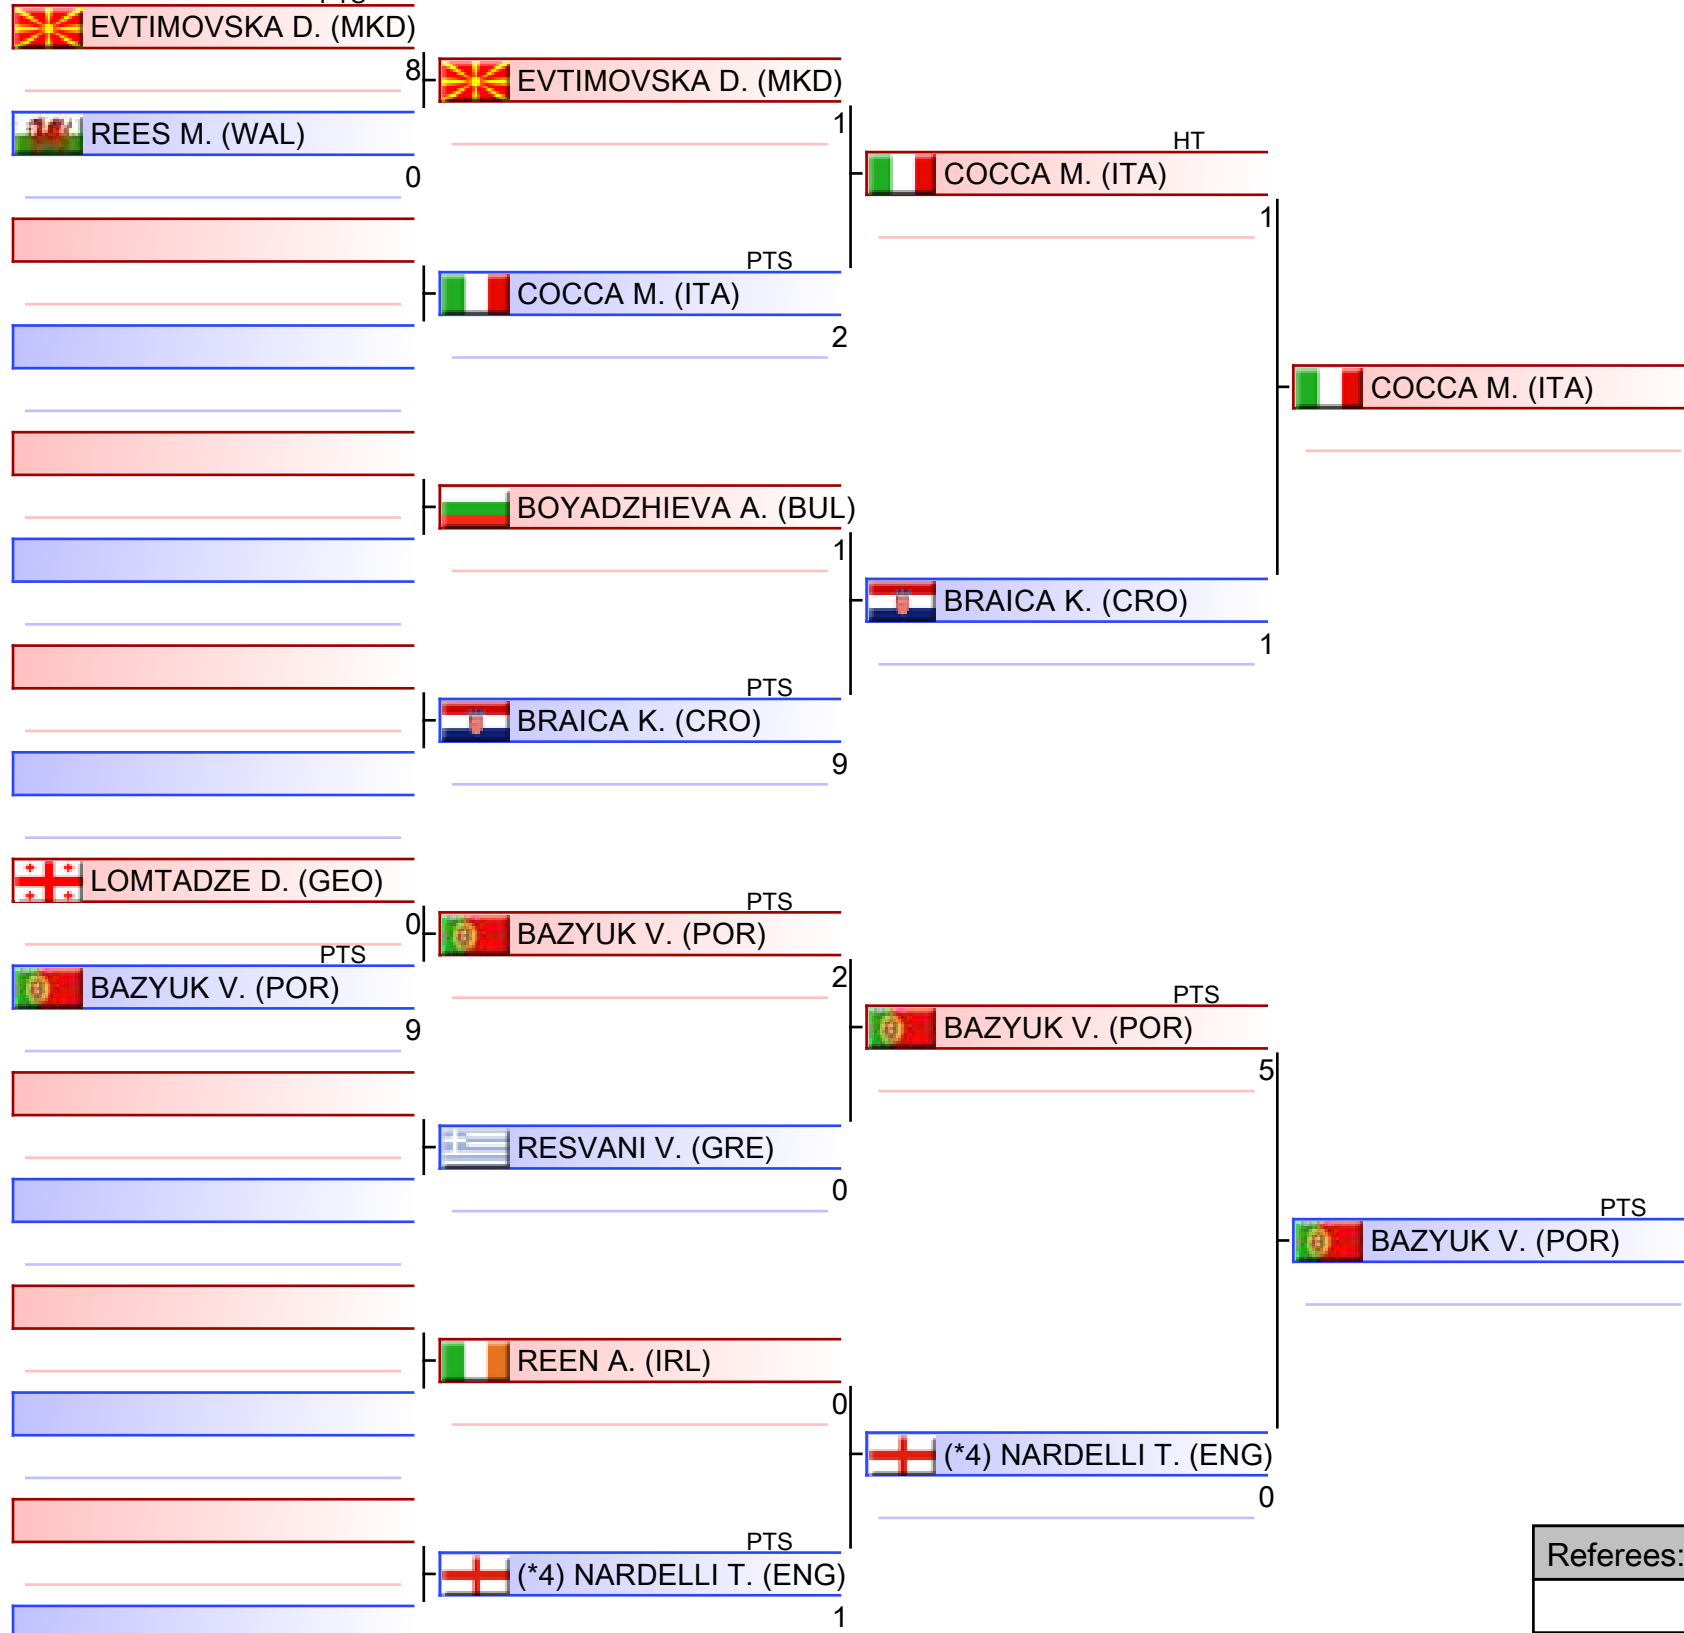 EVTIMOVSKA D. (MKD)
8
EVTIMOVSKA D. (MKD)
1
REES M. (WAL)
0
HT
COCCA M. (ITA)
1
PTS
COCCA M. (ITA)
2
COCCA M. (ITA)
BOYADZHIEVA A. (BUL)
1
BRAICA K. (CRO)
1
PTS
BRAICA K. (CRO)
9
LOMTADZE D. (GEO)
0
PTS
BAZYUK V. (POR)
2
PTS
BAZYUK V. (POR)
9
PTS
BAZYUK V. (POR)
5
RESVANI V. (GRE)
0
PTS
BAZYUK V. (POR)
REEN A. (IRL)
0
(*4) NARDELLI T. (ENG)
0
PTS
(*4) NARDELLI T. (ENG)
1
Referees: